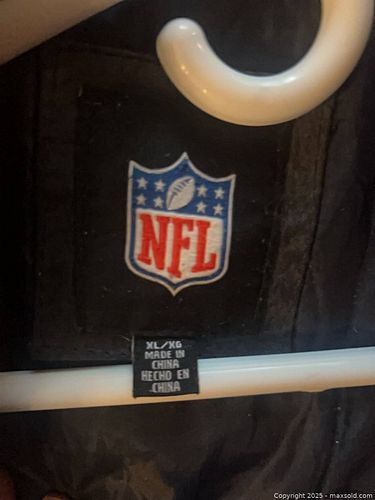 NFL
XL/XG
MADE IN
CHINA
HECHO EN
CHINA
Copyright 2025 - maxsold.com